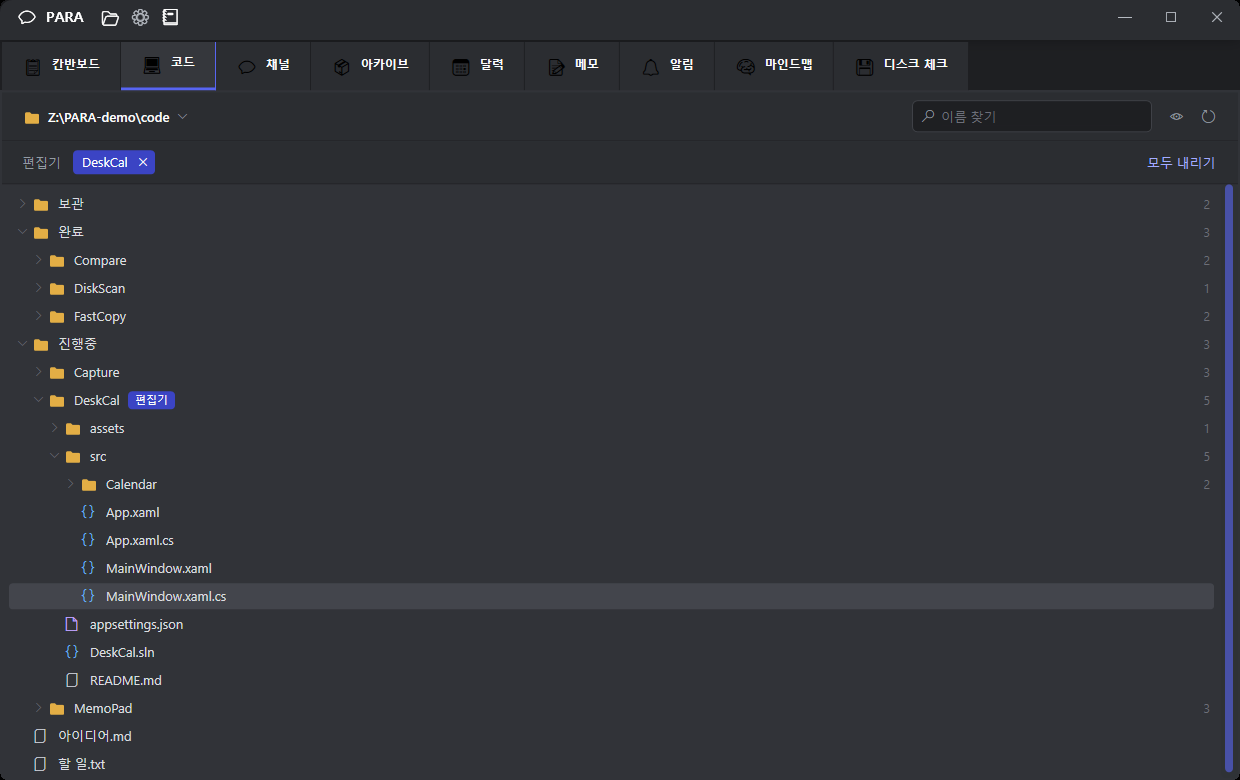 PARA
칸반보드 코드 채널 아카이브 달력 메모 알림 마인드맵 디스크 체크
Z:\PARA-demo\code 이름 찾기
편집기 DeskCal × 모두 내리기
보관 2
완료 3
Compare 2
DiskScan 1
FastCopy 2
진행중 3
Capture 3
DeskCal 편집기 5
assets 1
src 5
Calendar 2
{} App.xaml
{} App.xaml.cs
{} MainWindow.xaml
{} MainWindow.xaml.cs
appsettings.json
{} DeskCal.sln
README.md
MemoPad 3
아이디어.md
할 일.txt